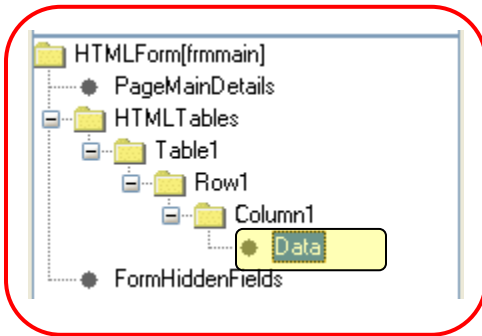 HTMLForm[frmmain]
PageMainDetails
HTMLTables
Table1
Row1
Column1
Data
FormHiddenFields